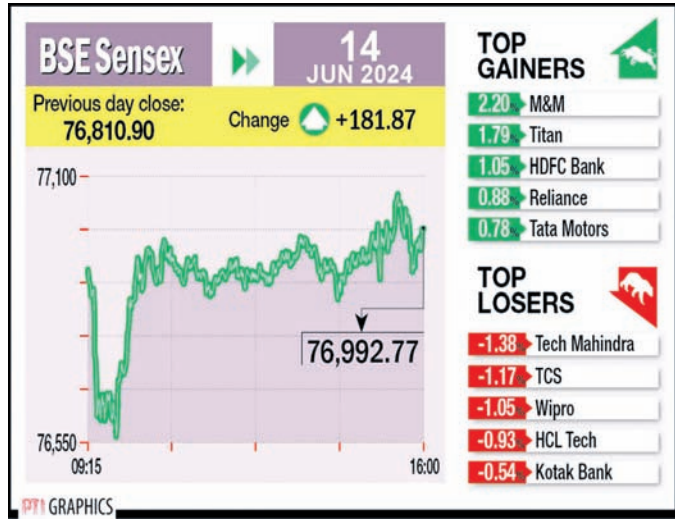 BSE Sensex
14
JUN 2024
Previous day close:
76,810.90
Change +181.87
77,100
76,992.77
76,550
09:15
16:00
TOP
GAINERS
2.20% M&M
1.79% Titan
1.05% HDFC Bank
0.88% Reliance
0.78% Tata Motors
TOP
LOSERS
-1.38% Tech Mahindra
-1.17% TCS
-1.05% Wipro
-0.93% HCL Tech
-0.54% Kotak Bank
PTI GRAPHICS